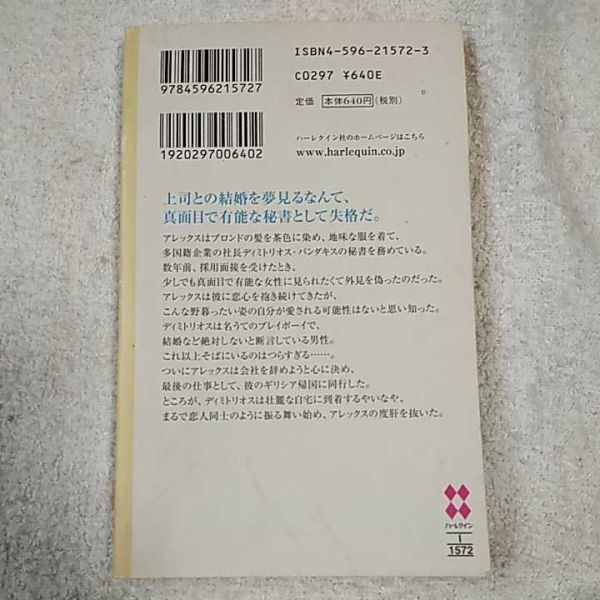 ISBN4-596-21572-3
C0297 ¥640E
9784596215727
定価 本体640円(税別)
ハーレクイン社のホームページはこちら
www.harlequin.co.jp
1920297006402
上司との結婚を夢見るなんて、
真面目で有能な秘書として失格だ。
アレックスはブロンドの髪を茶色に染め、地味な服を着て、
多国籍企業の社長ディミトリオス・パンダキスの秘書を務めている。
数年前、採用面接を受けたとき、
少しでも真面目で有能な女性に見られたくて外見を偽ったのだった。
アレックスは彼に恋心を抱き続けてきたが、
こんな野暮ったい姿の自分が愛される可能性はないと思い知った。
ディミトリオスは名うてのプレイボーイで、
結婚など絶対しないと断言している男性。
これ以上そばにいるのはつらすぎる……。
ついにアレックスは会社を辞めようと心に決め、
最後の仕事として、彼のギリシア帰国に同行した。
ところが、ディミトリオスは壮麗な自宅に到着するやいなや、
まるで恋人同士のように振る舞い始め、アレックスの度肝を抜いた。
ハーレクイン
I
1572